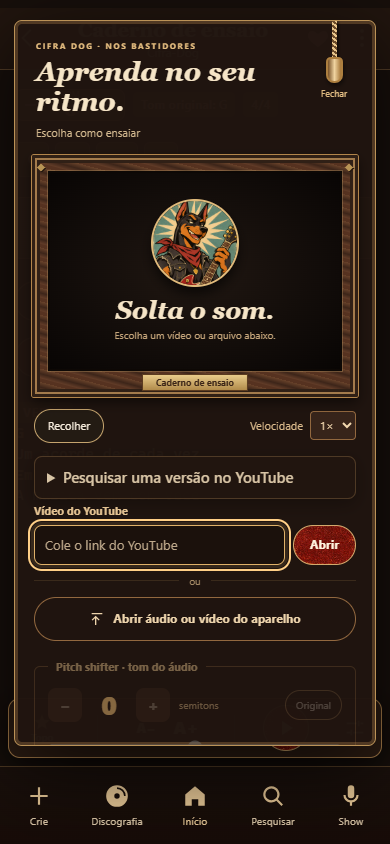 CIFRA DOG · NOS BASTIDORES
Aprenda no seu
ritmo.
Fechar
Escolha como ensaiar
Solta o som.
Escolha um vídeo ou arquivo abaixo.
Caderno de ensaio
Recolher
Velocidade
1×
Pesquisar uma versão no YouTube
Vídeo do YouTube
Cole o link do YouTube
Abrir
ou
Abrir áudio ou vídeo do aparelho
Pitch shifter · tom do áudio
−
0
+
semitons
Original
Crie
Discografia
Início
Pesquisar
Show